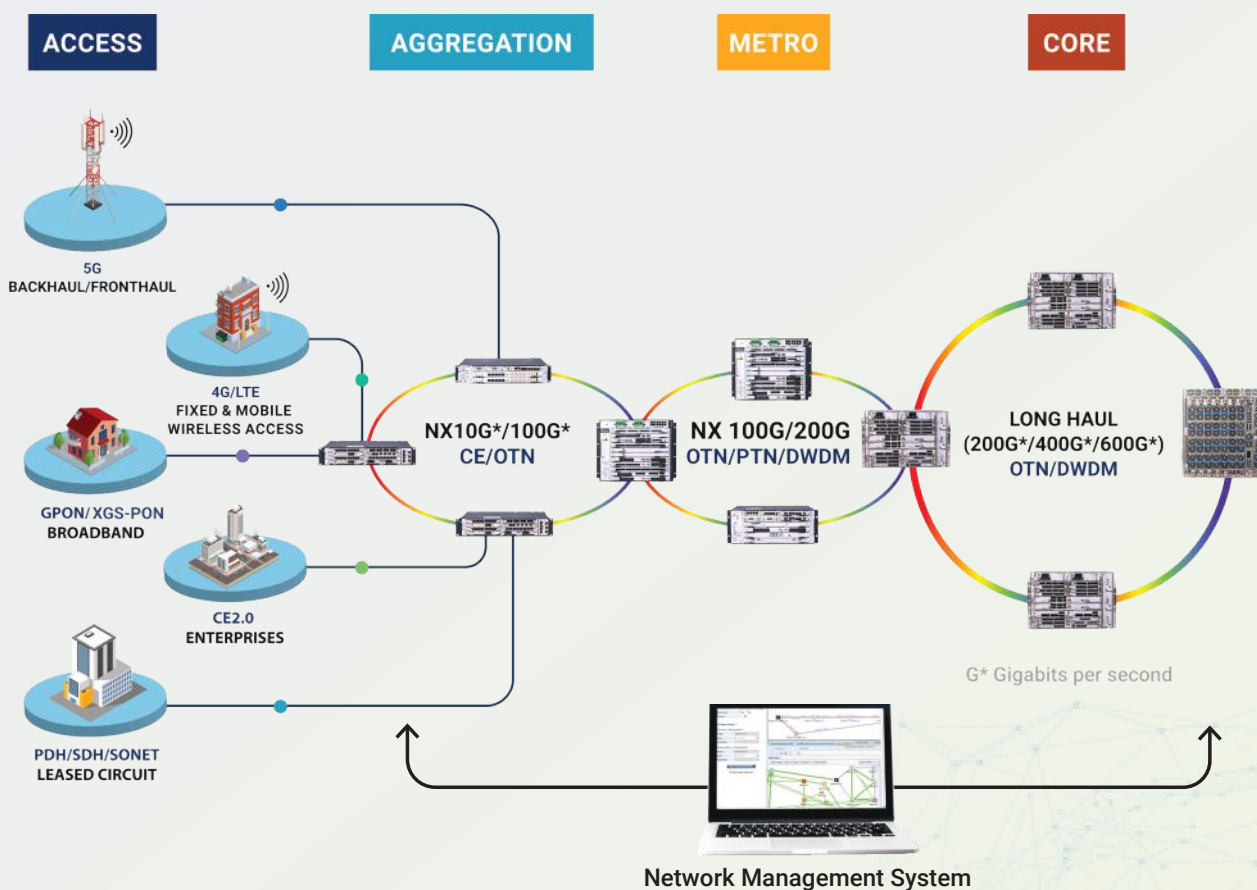 ACCESS
AGGREGATION
METRO
CORE
5G
BACKHAUL/FRONTHAUL
4G/LTE
FIXED & MOBILE
WIRELESS ACCESS
GPON/XGS-PON
BROADBAND
CE2.0
ENTERPRISES
PDH/SDH/SONET
LEASED CIRCUIT
NX10G*/100G*
CE/OTN
NX 100G/200G
OTN/PTN/DWDM
LONG HAUL
(200G*/400G*/600G*)
OTN/DWDM
G* Gigabits per second
Network Management System